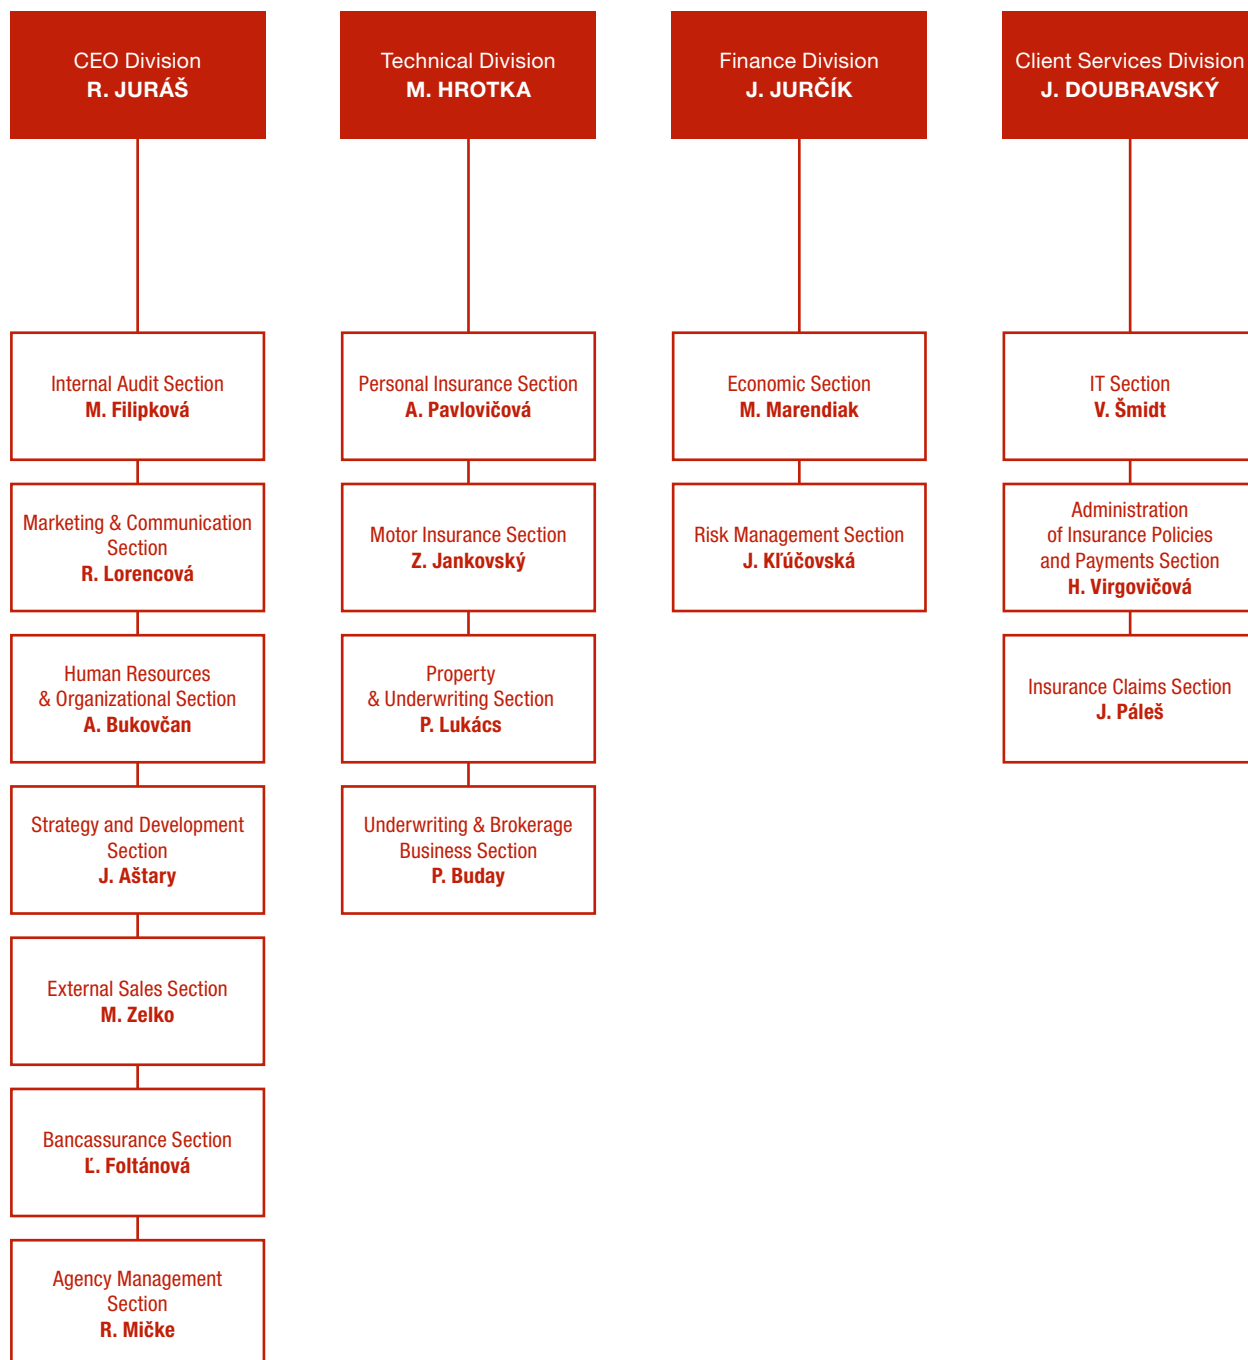 CEO Division
R. JURÁŠ
Internal Audit Section
M. Filipková
Marketing & Communication
Section
R. Lorencová
Human Resources
& Organizational Section
A. Bukovčan
Strategy and Development
Section
J. Aštary
External Sales Section
M. Zelko
Bancassurance Section
Ľ. Foltánová
Agency Management
Section
R. Mičke
Technical Division
M. HROTKA
Personal Insurance Section
A. Pavlovičová
Motor Insurance Section
Z. Jankovský
Property
& Underwriting Section
P. Lukács
Underwriting & Brokerage
Business Section
P. Buday
Finance Division
J. JURČÍK
Economic Section
M. Marendiak
Risk Management Section
J. Kľúčovská
Client Services Division
J. DOUBRAVSKÝ
IT Section
V. Šmidt
Administration
of Insurance Policies
and Payments Section
H. Virgovičová
Insurance Claims Section
J. Páleš